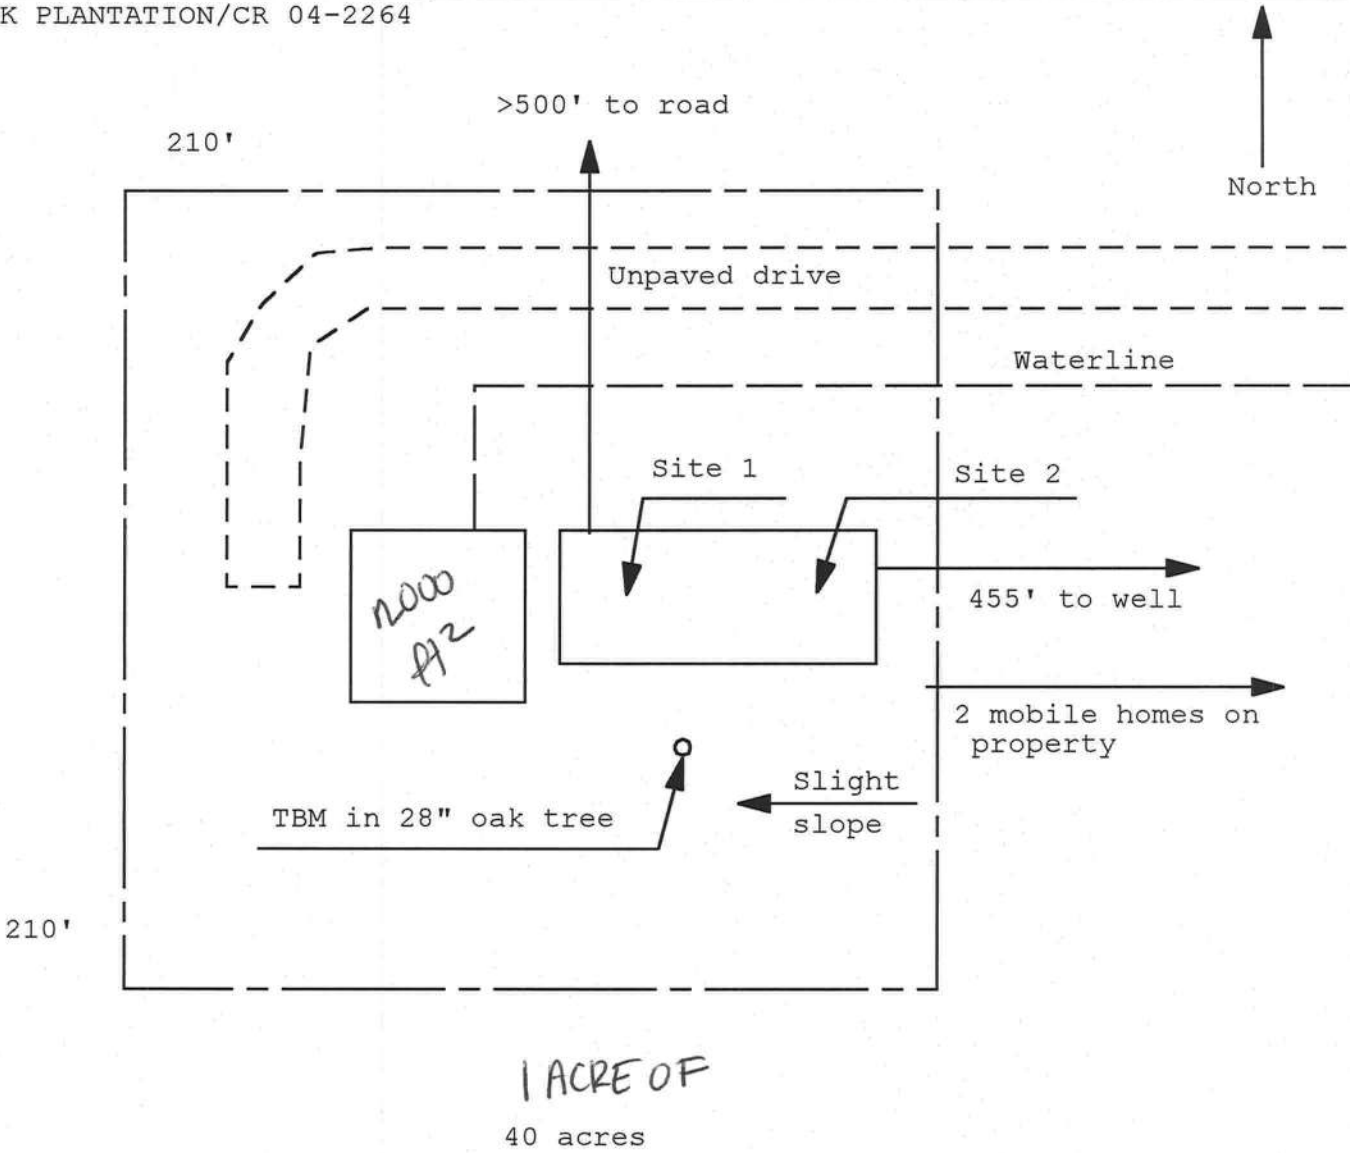 K PLANTATION/CR 04-2264
>500' to road
210'
North
Unpaved drive
Waterline
Site 1
Site 2
455' to well
2 mobile homes on
property
Slight
slope
TBM in 28" oak tree
210'
1 ACRE OF
40 acres
ft2